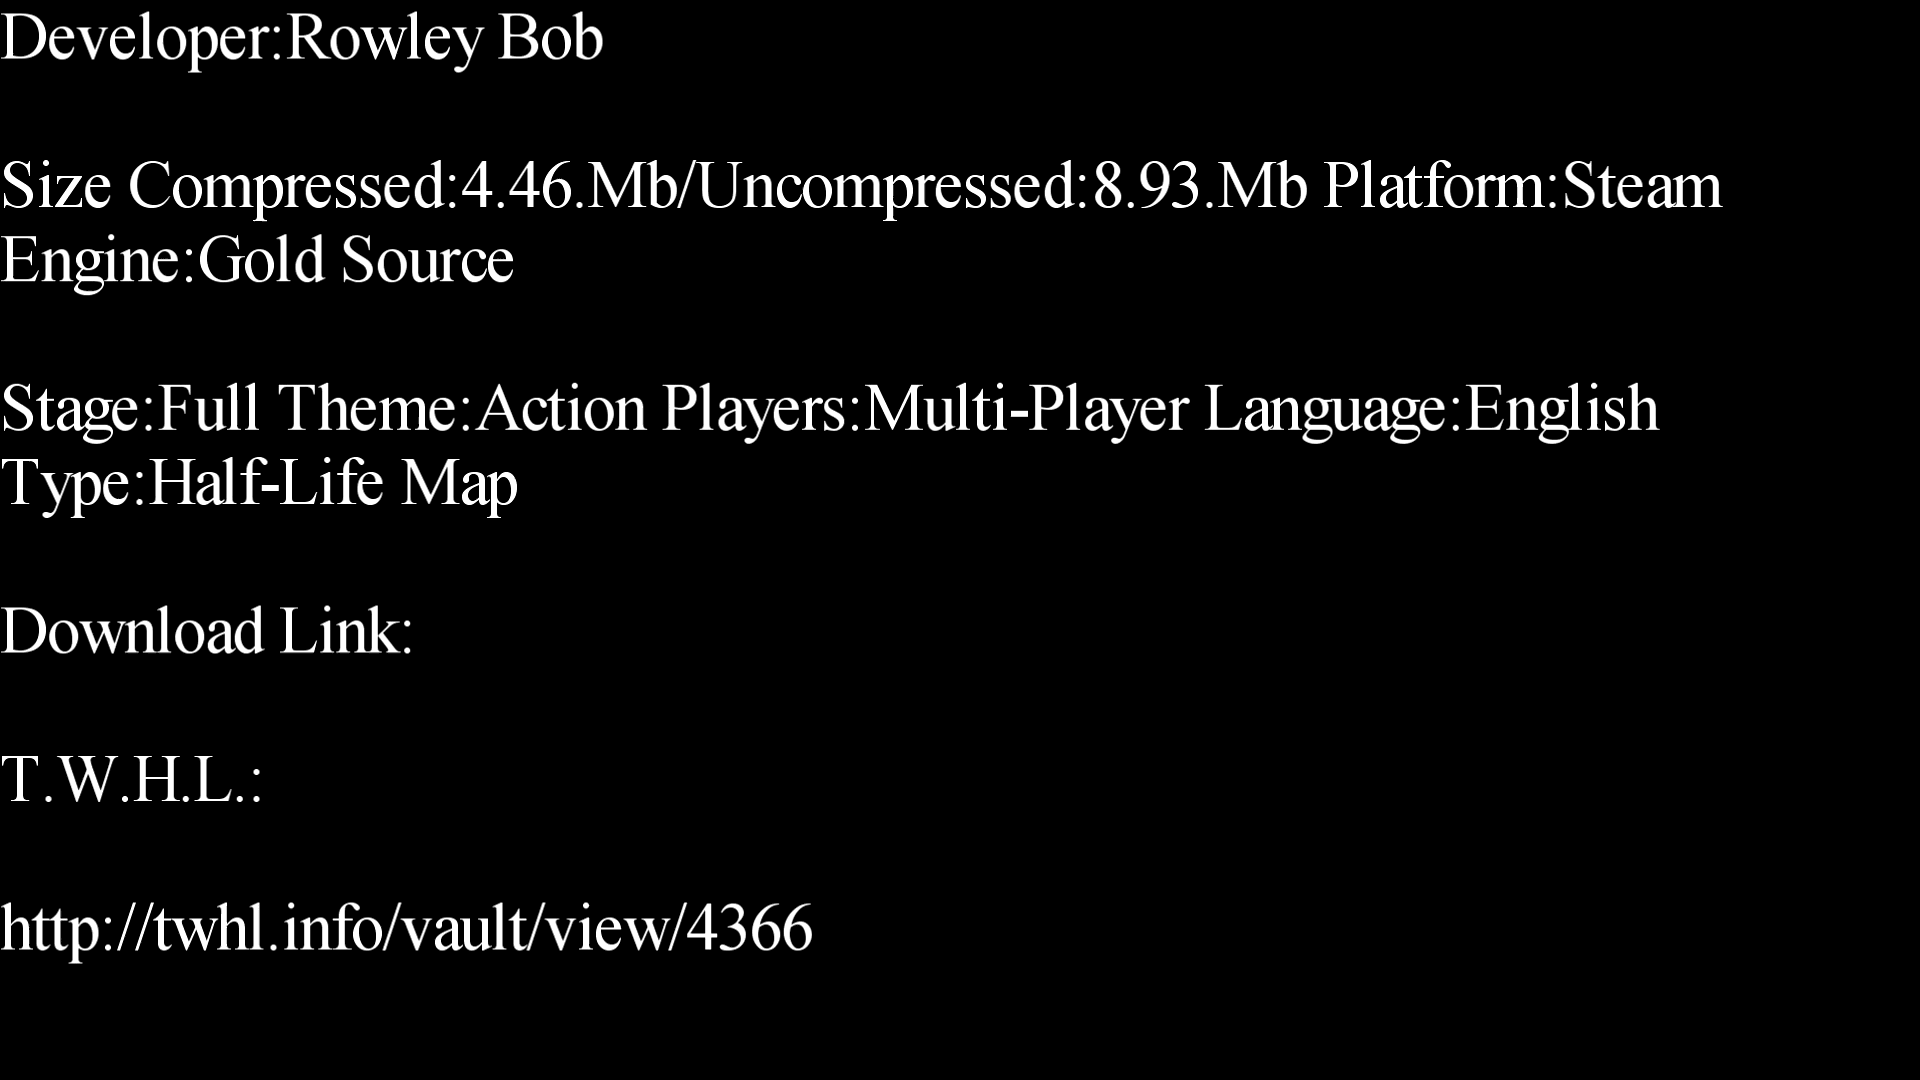 Developer:Rowley Bob
Size Compressed:4.46.Mb/Uncompressed:8.93.Mb Platform:Steam
Engine:Gold Source
Stage:Full Theme:Action Players:Multi-Player Language:English
Type:Half-Life Map
Download Link:
T.W.H.L.:
http://twhl.info/vault/view/4366